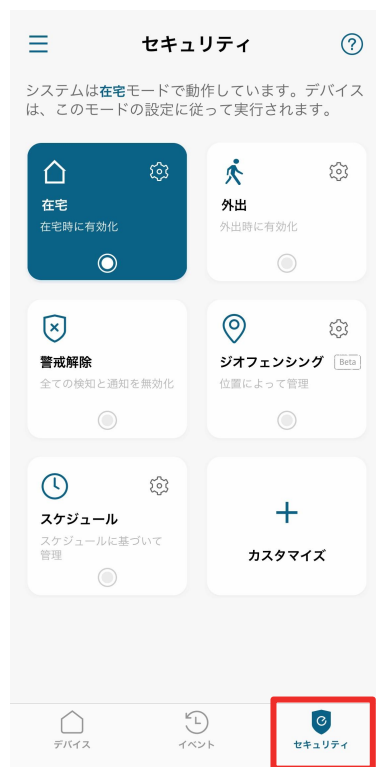 セキュリティ
システムは在宅モードで動作しています。デバイス
は、このモードの設定に従って実行されます。
在宅
在宅時に有効化
外出
外出時に有効化
警戒解除
全ての検知と通知を無効化
ジオフェンシング Beta
位置によって管理
スケジュール
スケジュールに基づいて
管理
カスタマイズ
デバイス
イベント
セキュリティ